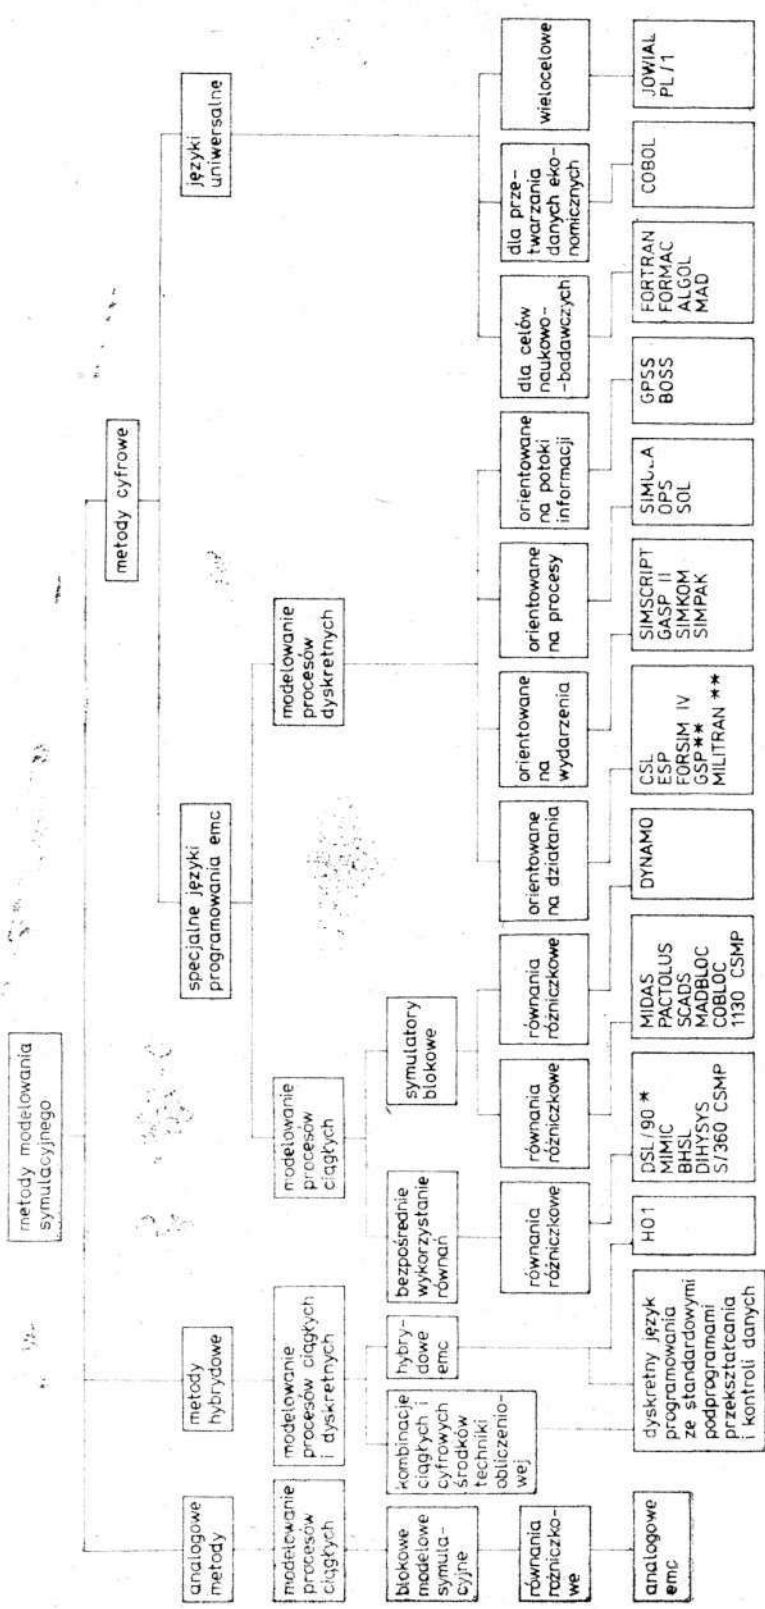 metody modelowania
symulacyjnego
analogowe
metody
metody
hybrydowe
metody cyfrowe
specjalne języki
programowania emc
języki
uniwersalne
modelowanie
procesów
ciągłych
modelowanie
procesów ciągłych
i dyskretnych
modelowanie
procesów
ciągłych
modelowanie
procesów
dyskretnych
blokowe
modelowe
symula-
cyjne
kombinacje
ciągłych i
cyfrowych
środków
techniki
obliczenio-
wej
hybry-
dowe
emc
bezpośrednie
wykorzystanie
równań
symulatory
blokowe
równania
różniczko-
we
równania
różniczkowe
równania
różniczkowe
równania
różniczkowe
orientowane
na działania
orientowane
na
wydarzenia
orientowane
na procesy
orientowane
na potoki
informacji
dla celów
naukowo-
-badawczych
dla prze-
twarzania
danych eko-
nomicznych
wielocelowe
analogowe
emc
dyskretny język
programowania
ze standardowymi
podprogramami
przekształcania
i kontroli danych
H01
DSL/90 *
MIMIC
BHSL
DIHYSYS
S/360 CSMP
MIDAS
PACTOLUS
SCADS
MADBLOC
COBLOC
1130 CSMP
DYNAMO
CSL
ESP
FORSIM IV
GSP**
MILITRAN **
SIMSCRIPT
GASP II
SIMKOM
SIMPAK
SIMULA
OPS
SOL
GPSS
BOSS
FORTRAN
FORMAC
ALGOL
MAD
COBOL
JOWIAL
PL/1